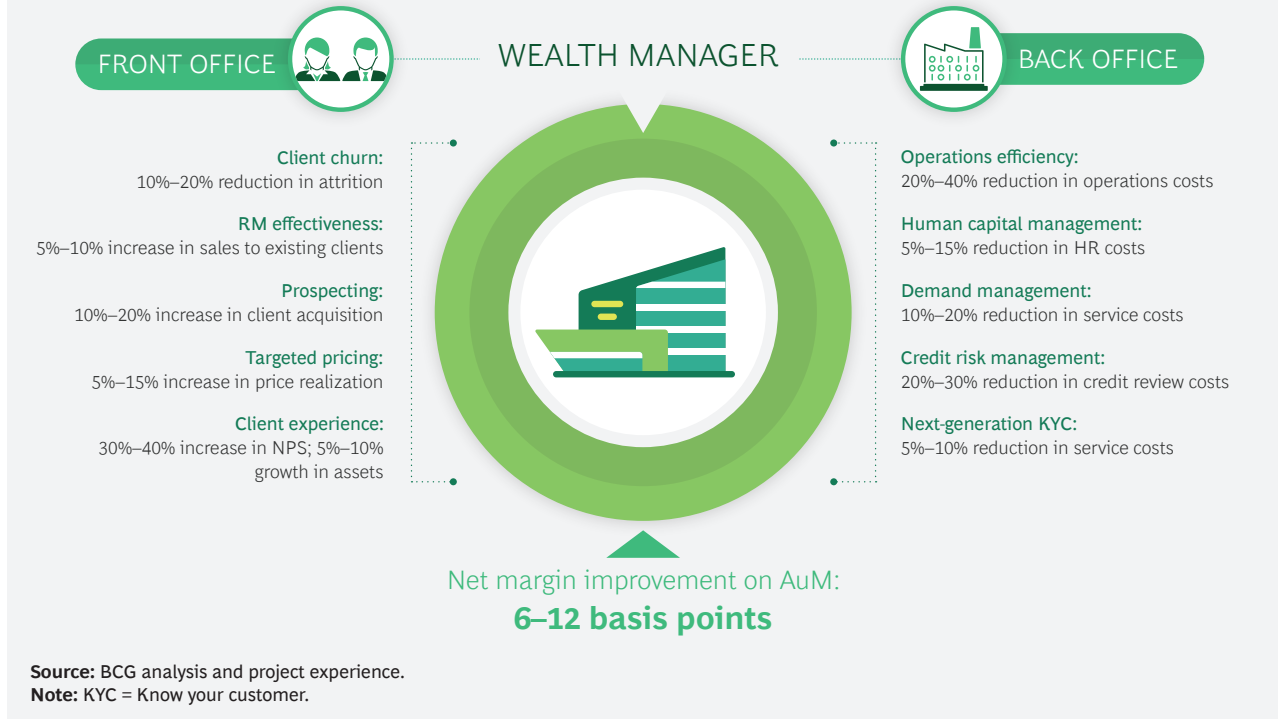 FRONT OFFICE
WEALTH MANAGER
BACK OFFICE
Client churn:
10%–20% reduction in attrition
RM effectiveness:
5%–10% increase in sales to existing clients
Prospecting:
10%–20% increase in client acquisition
Targeted pricing:
5%–15% increase in price realization
Client experience:
30%–40% increase in NPS; 5%–10%
growth in assets
010111
001010
101101
Operations efficiency:
20%–40% reduction in operations costs
Human capital management:
5%–15% reduction in HR costs
Demand management:
10%–20% reduction in service costs
Credit risk management:
20%–30% reduction in credit review costs
Next-generation KYC:
5%–10% reduction in service costs
Net margin improvement on AuM:
6–12 basis points
Source: BCG analysis and project experience.
Note: KYC = Know your customer.